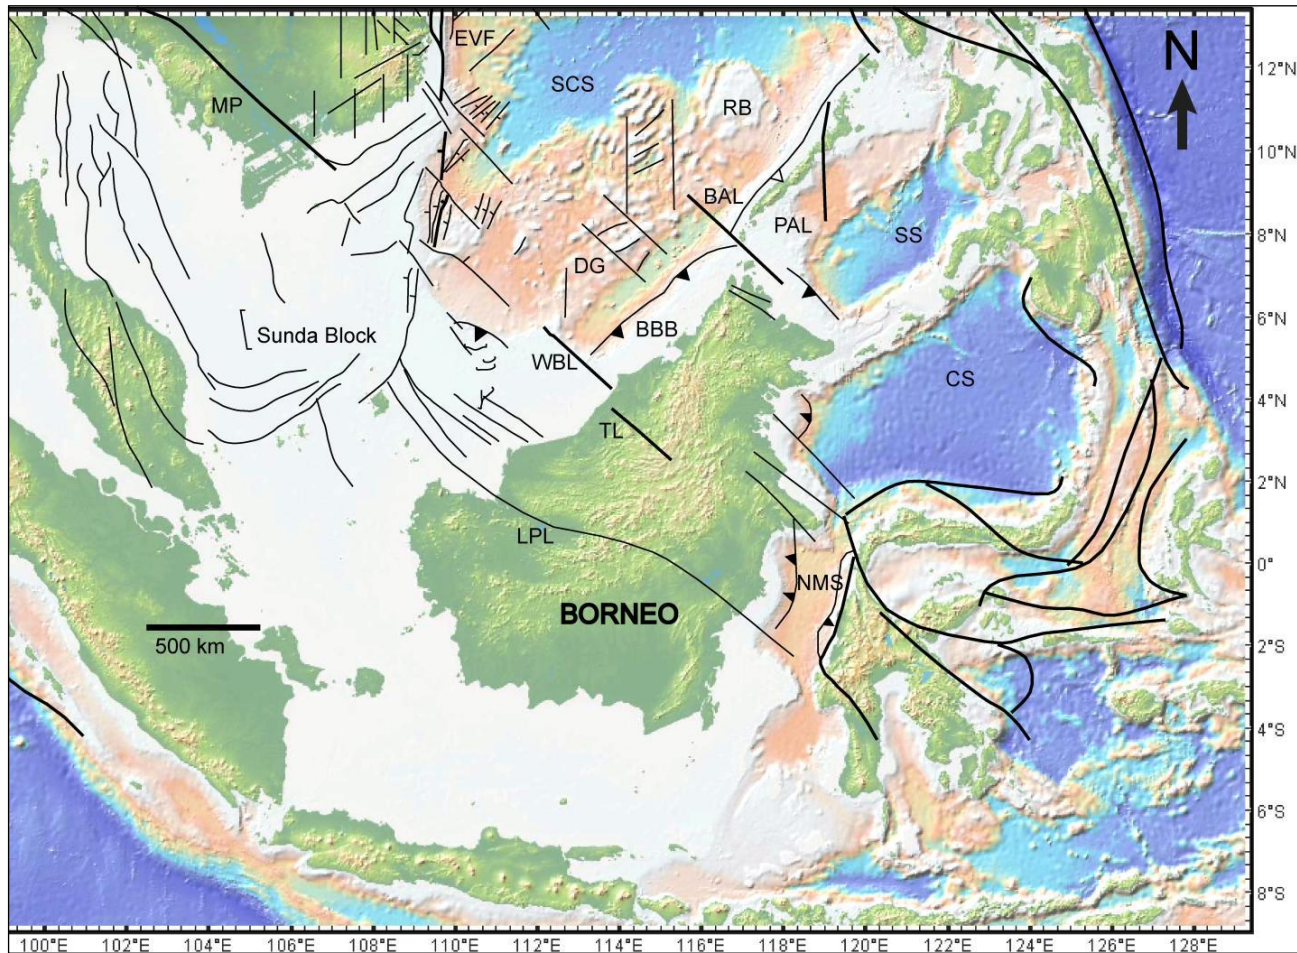 EVF
N
SCS
12°N
MP
RB
10°N
BAL
PAL
SS
8°N
DG
Sunda Block
BBB
6°N
WBL
CS
4°N
TL
2°N
LPL
0°
NMS
BORNEO
500 km
2°S
4°S
6°S
8°S
100°E 102°E 104°E 106°E 108°E 110°E 112°E 114°E 116°E 118°E 120°E 122°E 124°E 126°E 128°E